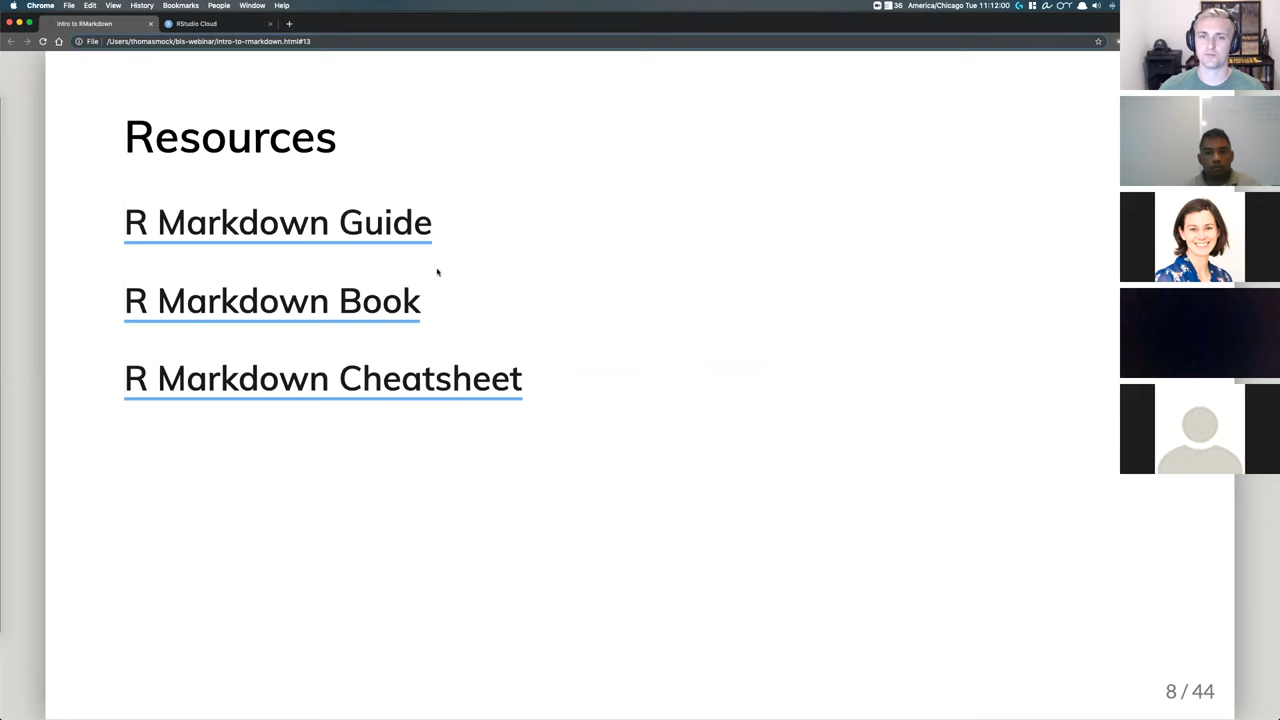 Chrome File Edit View History Bookmarks People Window Help
36 America/Chicago Tue 11:12:00
Intro to RMarkdown
RStudio Cloud
File /Users/thomasmock/bls-webinar/intro-to-rmarkdown.html#13
Resources
R Markdown Guide
R Markdown Book
R Markdown Cheatsheet
8 / 44